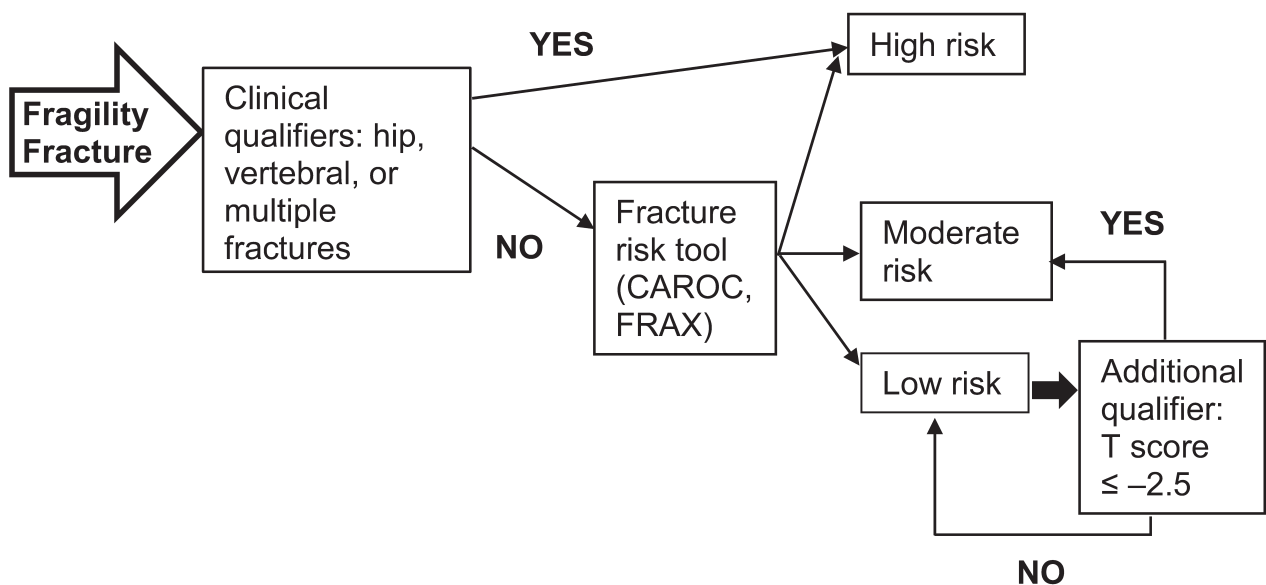 Fragility
Fracture
Clinical
qualifiers: hip,
vertebral, or
multiple
fractures
YES
NO
High risk
Fracture
risk tool
(CAROC,
FRAX)
Moderate
risk
YES
Low risk
Additional
qualifier:
T score
≤ –2.5
NO